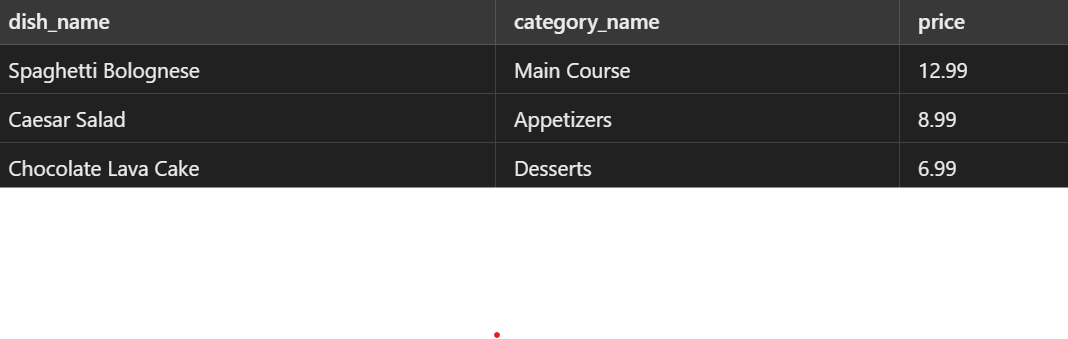 dish_name category_name price
Spaghetti Bolognese Main Course 12.99
Caesar Salad Appetizers 8.99
Chocolate Lava Cake Desserts 6.99